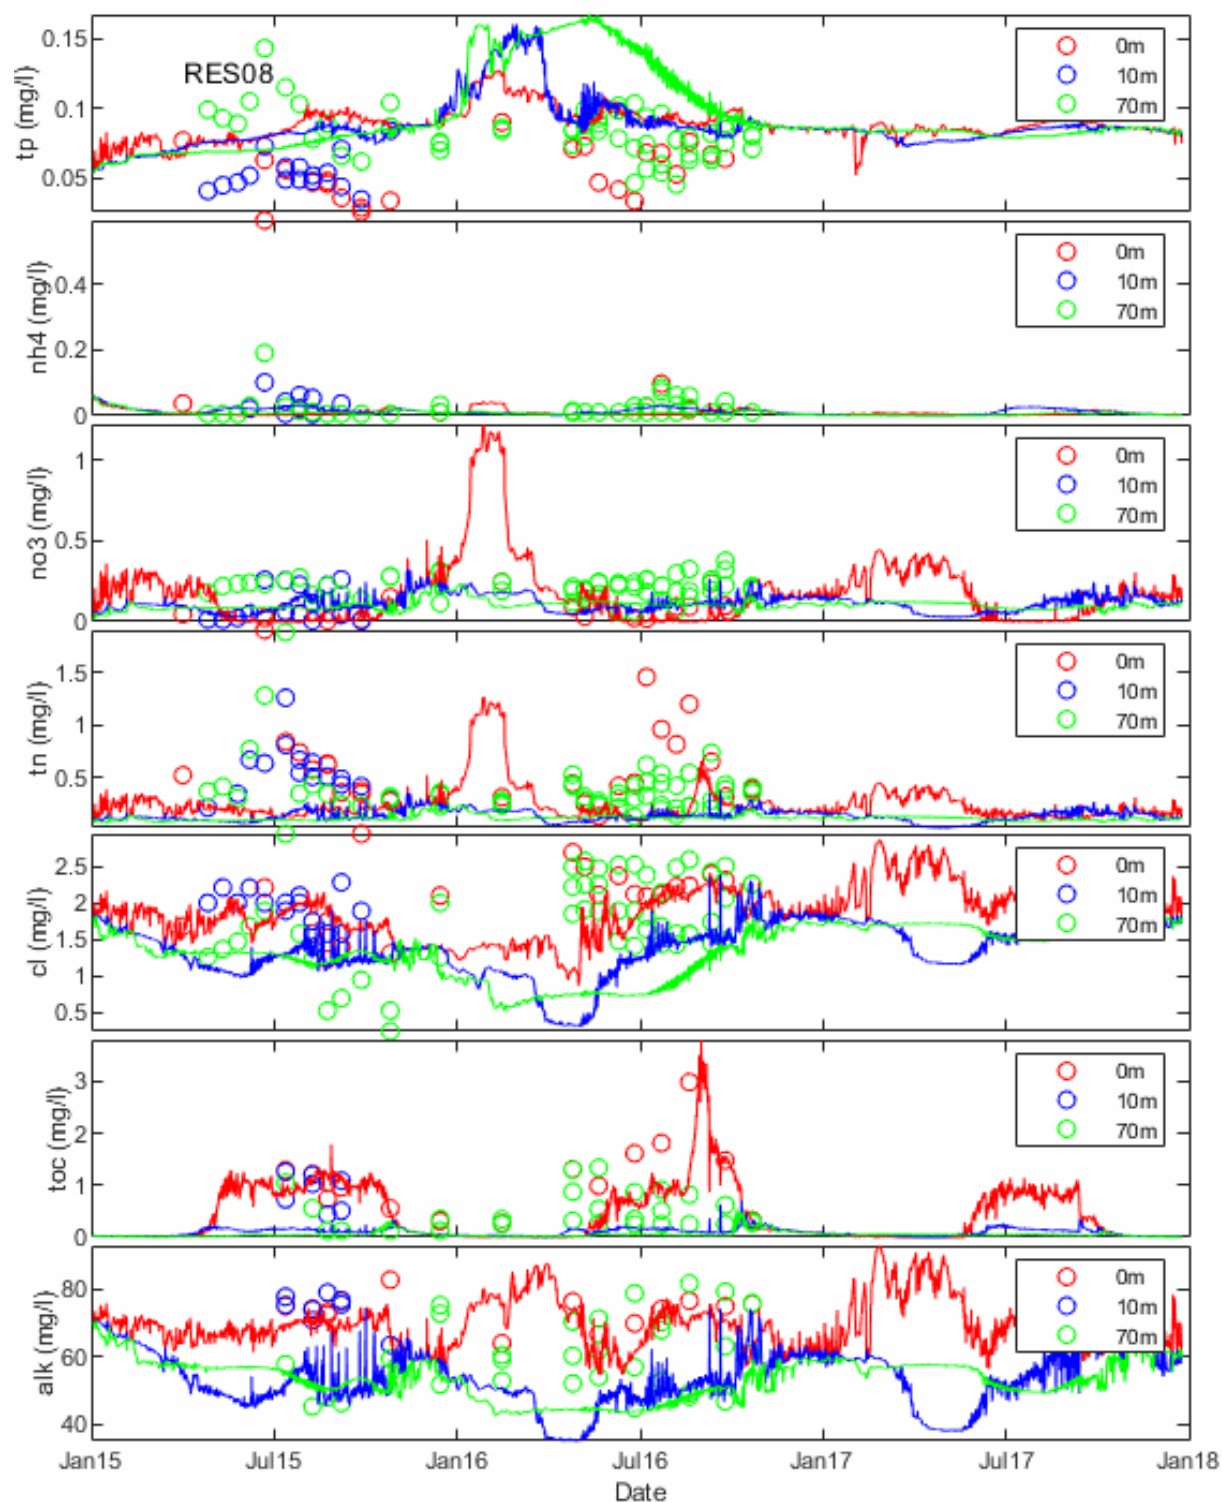 tp (mg/l)
0.15
0.1
0.05
RES08
0m
10m
70m
nh4 (mg/l)
0.4
0.2
0
0m
10m
70m
no3 (mg/l)
1
0.5
0
0m
10m
70m
tn (mg/l)
1.5
1
0.5
0m
10m
70m
cl (mg/l)
2.5
2
1.5
1
0.5
0m
10m
70m
toc (mg/l)
3
2
1
0
0m
10m
70m
alk (mg/l)
80
60
40
0m
10m
70m
Jan15 Jul15 Jan16 Jul16 Jan17 Jul17 Jan18
Date